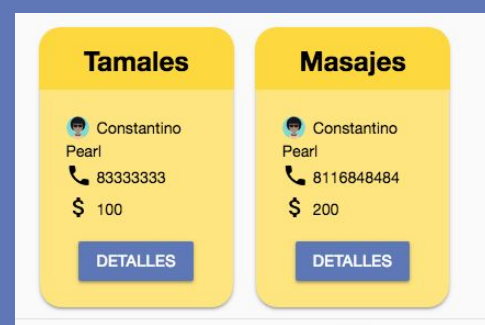 Tamales
Constantino
Pearl
83333333
$ 100
DETALLES
Masajes
Constantino
Pearl
8116848484
$ 200
DETALLES